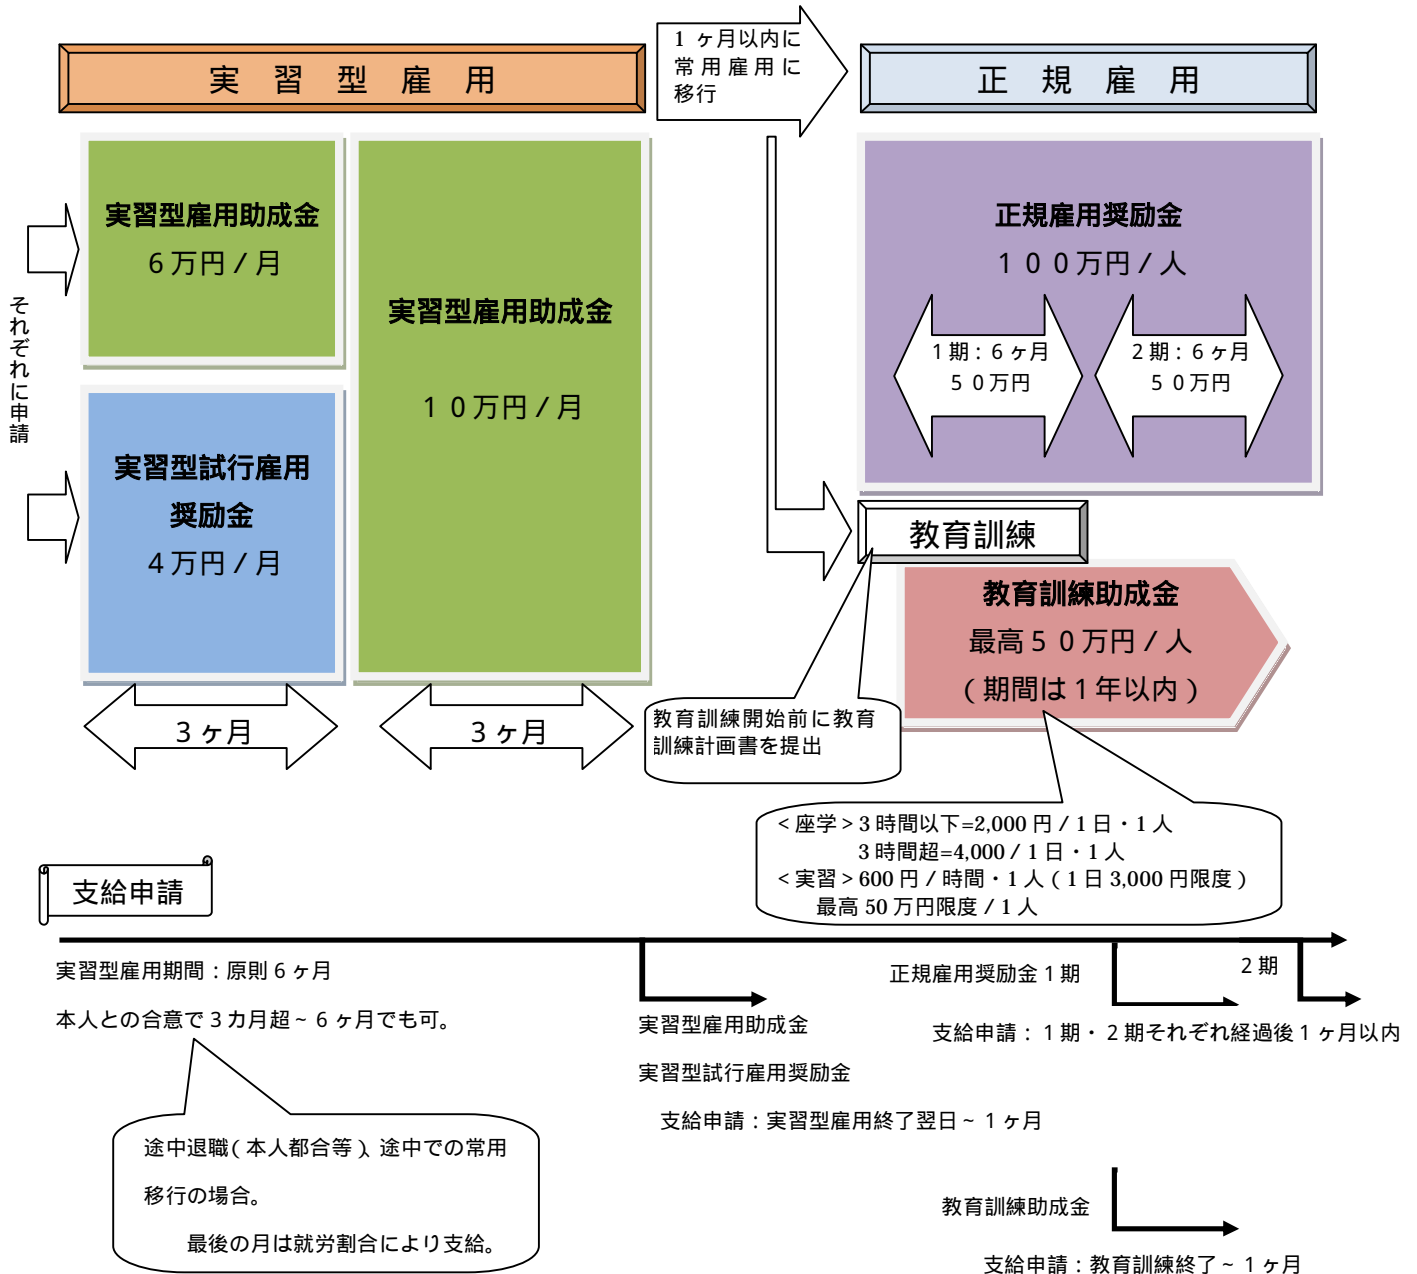 実習型雇用
1 ヶ月以内に
常用雇用に
移行
正規雇用
それぞれに申請
実習型雇用助成金
6万円/月
実習型試行雇用
奨励金
4万円/月
実習型雇用助成金
10万円/月
3ヶ月
3ヶ月
正規雇用奨励金
100万円/人
1期:6ヶ月
50万円
2期:6ヶ月
50万円
教育訓練
教育訓練助成金
最高50万円/人
(期間は1年以内)
教育訓練開始前に教育
訓練計画書を提出
<座学>3時間以下=2,000円/1日・1人
3時間超=4,000/1日・1人
<実習>600円/時間・1人(1日3,000円限度)
最高50万円限度/1人
支給申請
実習型雇用期間:原則6ヶ月
本人との合意で3カ月超~6ヶ月でも可。
途中退職(本人都合等)、途中での常用
移行の場合。
最後の月は就労割合により支給。
実習型雇用助成金
実習型試行雇用奨励金
支給申請:実習型雇用終了翌日~1ヶ月
正規雇用奨励金1期
2期
支給申請:1期・2期それぞれ経過後1ヶ月以内
教育訓練助成金
支給申請:教育訓練終了~1ヶ月